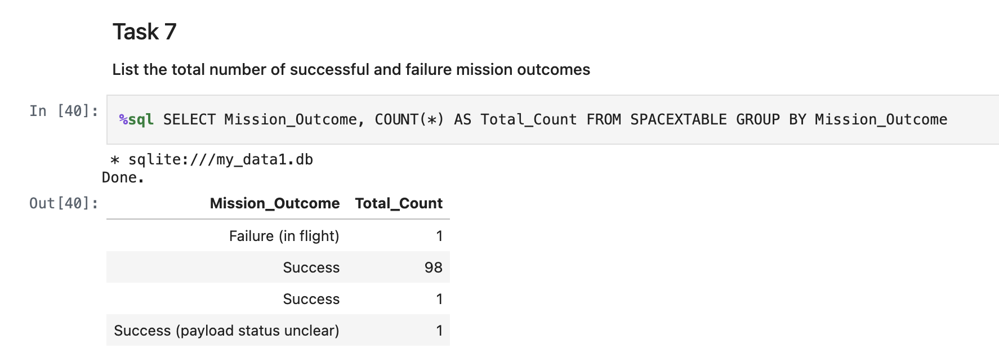 Task 7
List the total number of successful and failure mission outcomes
In [40]: %sql SELECT Mission_Outcome, COUNT(*) AS Total_Count FROM SPACEXTABLE GROUP BY Mission_Outcome
* sqlite:///my_data1.db
Done.
Out[40]: Mission_Outcome Total_Count
Failure (in flight) 1
Success 98
Success 1
Success (payload status unclear) 1